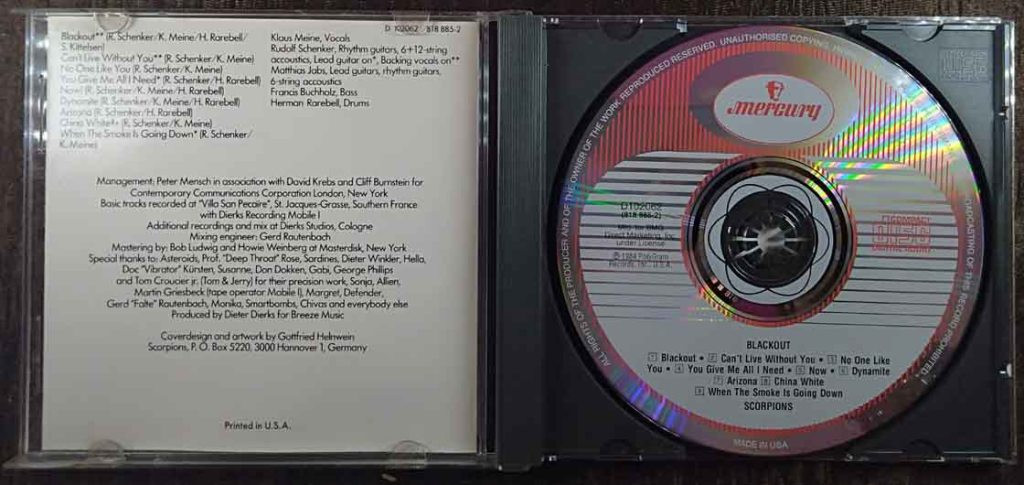 D 102062 / 818 885-2
Blackout** (R. Schenker/K. Meine/H. Rarebell/
S. Kittelsen)
Can't Live Without You** (R. Schenker/K. Meine)
No One Like You (R. Schenker/K. Meine)
You Give Me All I Need* (R. Schenker/H. Rarebell)
Now! (R. Schenker/K. Meine/H. Rarebell)
Dynamite (R. Schenker/K. Meine/H. Rarebell)
Arizona (R. Schenker/H. Rarebell)
China White (R. Schenker/K. Meine)
When The Smoke Is Going Down* (R. Schenker/
K. Meine)
Klaus Meine, Vocals
Rudolf Schenker, Rhythm guitars, 6+12-string
accoustics, Lead guitar on*, Backing vocals on**
Matthias Jabs, Lead guitars, rhythm guitars,
6-string accoustics
Francis Buchholz, Bass
Herman Rarebell, Drums
Management: Peter Mensch in association with David Krebs and Cliff Burnstein for
Contemporary Communications Corporation London, New York
Basic tracks recorded at "Villa San Pecaire", St. Jacques-Grasse, Southern France
with Dierks Recording Mobile I
Additional recordings and mix at Dierks Studios, Cologne
Mixing engineer: Gerd Rautenbach
Mastering by: Bob Ludwig and Howie Weinberg at Masterdisk, New York
Special thanks to: Asteroids, Prof. "Deep Throat" Rose, Sardines, Dieter Winkler, Hella,
Doc "Vibrator" Kürsten, Susanne, Don Dokken, Gabi, George Phillips
and Tom Croucier jr. (Tom & Jerry) for their precision work, Sonja, Allien,
Martin Griesbeck (tape operator Mobile I), Margret, Defender,
Gerd "Falte" Rautenbach, Monika, Smartbombs, Chivas and everybody else
Produced by Dieter Dierks for Breeze Music
Coverdesign and artwork by Gottfried Helnwein
Scorpions, P. O. Box 5220, 3000 Hannover 1, Germany
Printed in U.S.A.
ALL RIGHTS OF THE PRODUCER AND OF THE OWNER OF THE WORK REPRODUCED RESERVED. UNAUTHORISED COPYING,
BROADCASTING OF THIS RECORD PROHIBITED
mercury
D102062
(818 885-2)
Mfd. for BMG
Direct Marketing, Inc.
under License
℗ 1984 PolyGram
Records, Inc., U.S.A.
COMPACT
disc
BLACKOUT
1 Blackout • 2 Can't Live Without You • 3 No One Like
You • 4 You Give Me All I Need • 5 Now • 6 Dynamite
7 Arizona 8 China White
9 When The Smoke Is Going Down
SCORPIONS
MADE IN USA